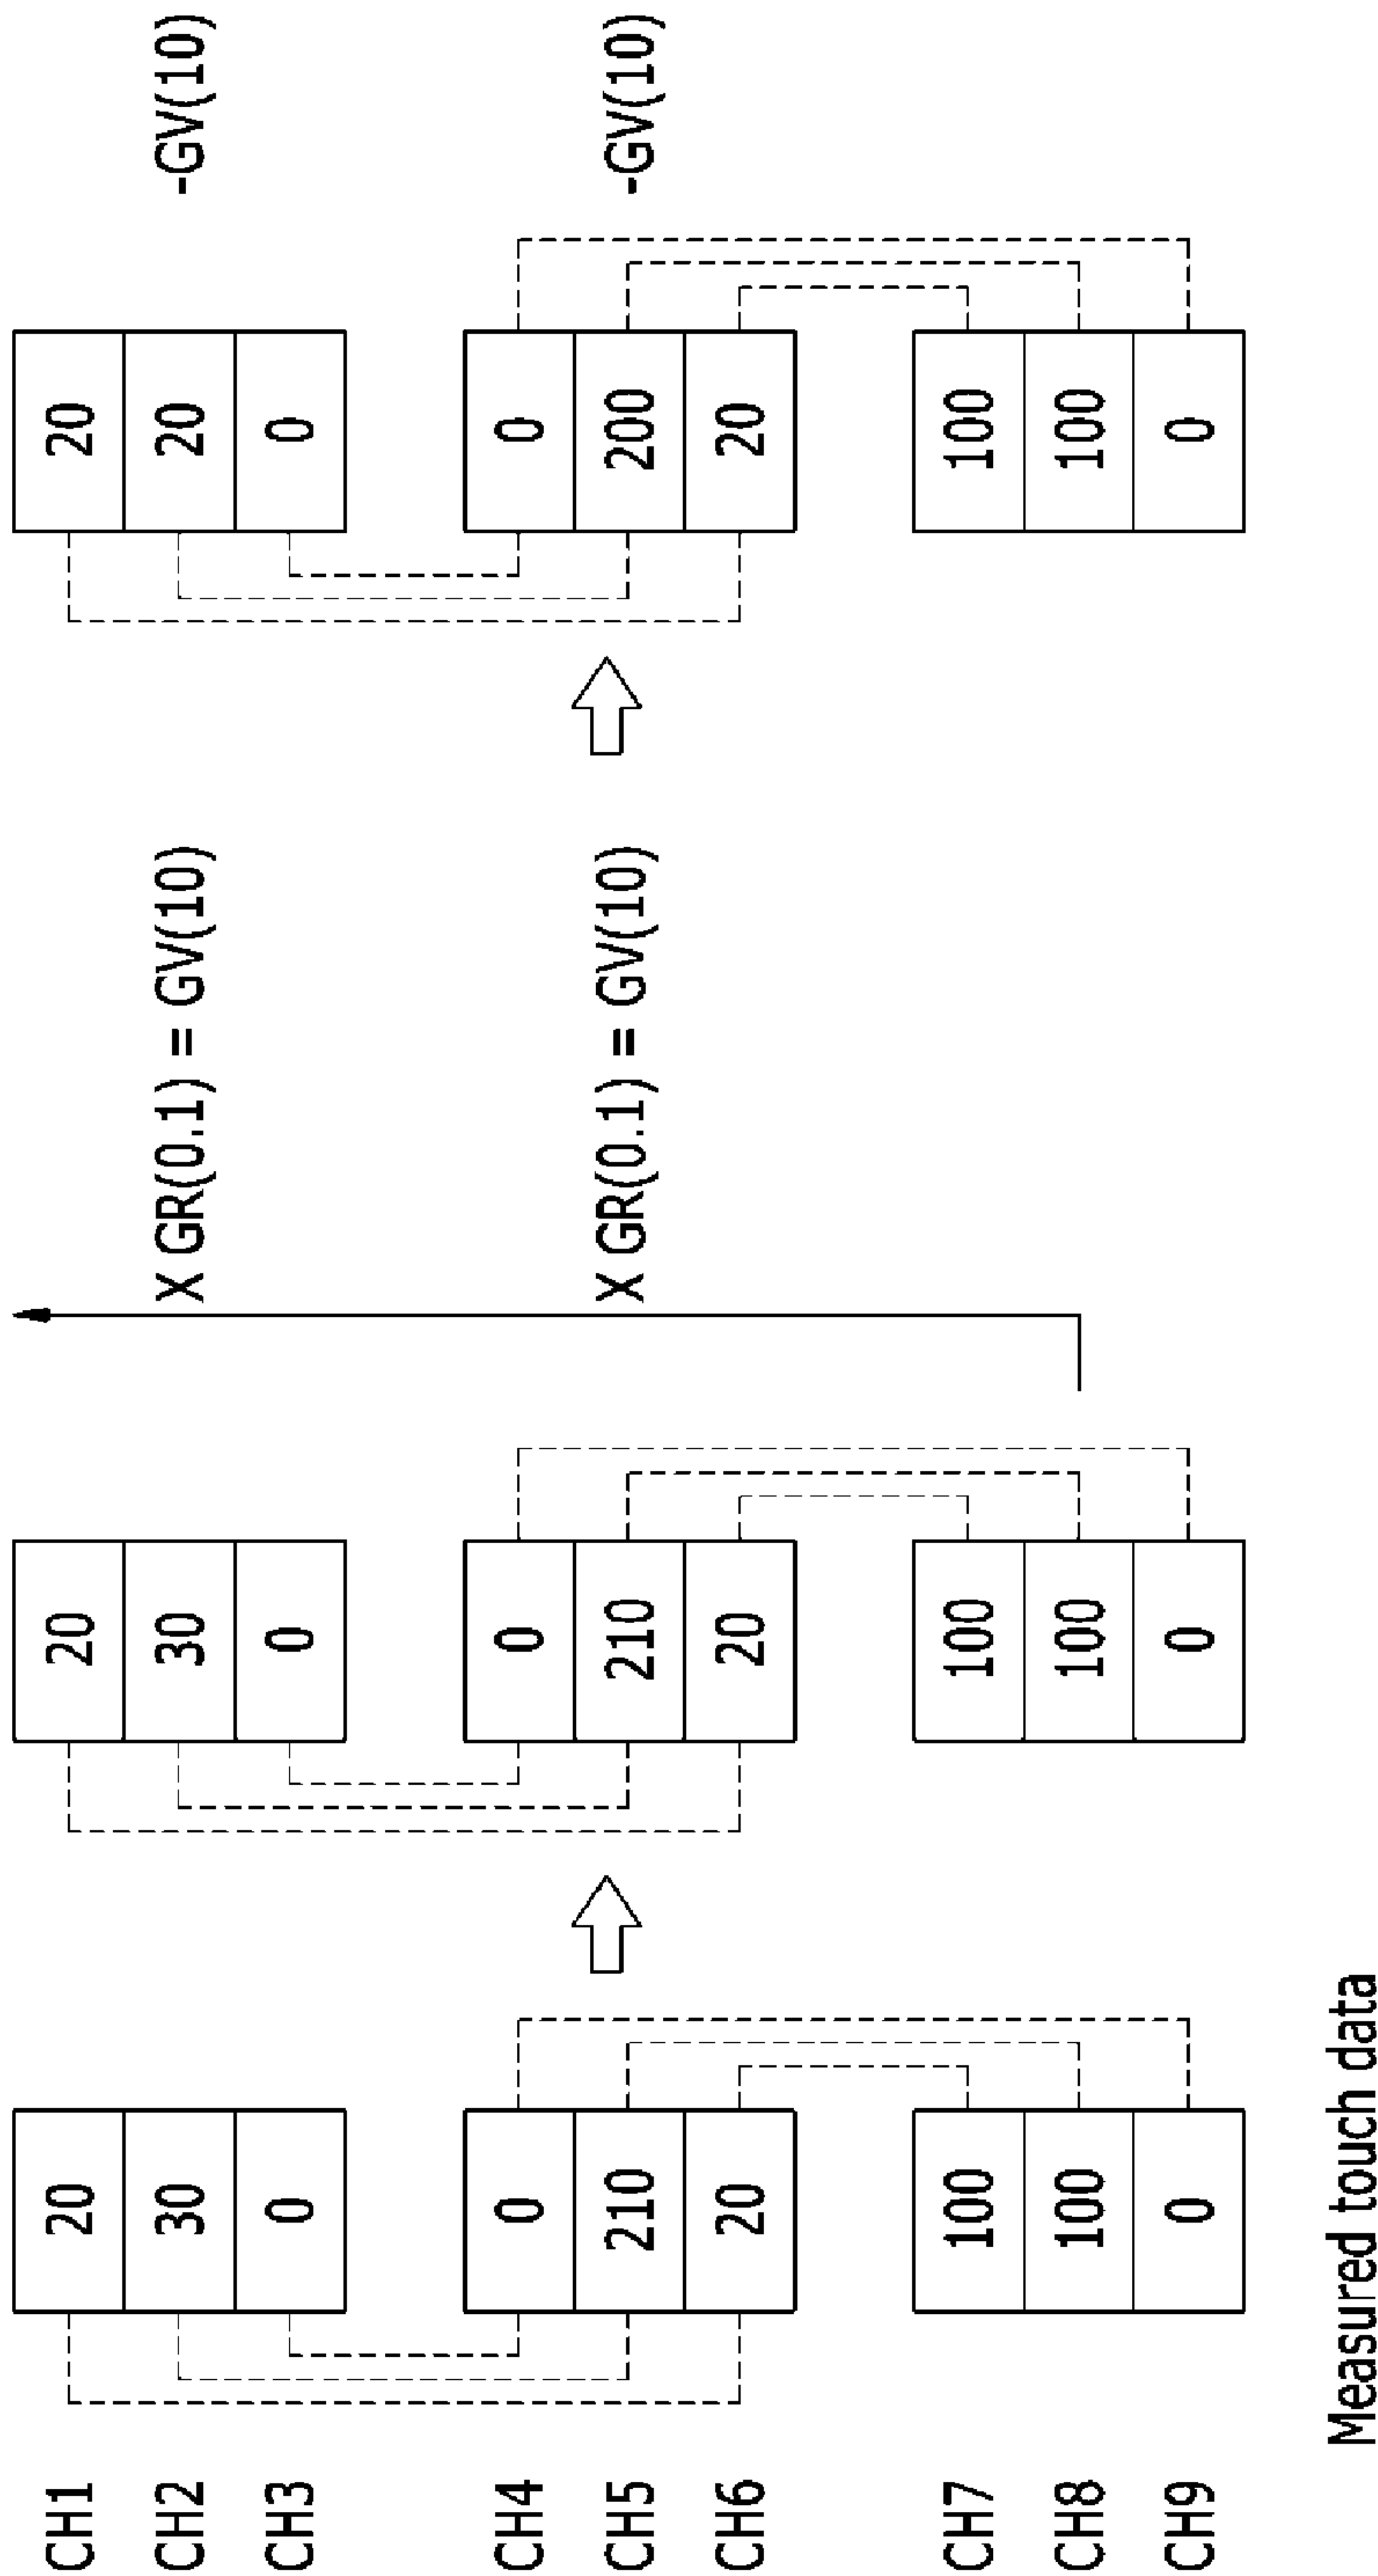 CH1 20 20 20
CH2 30 30 X GR(0.1) = GV(10) 20 -GV(10)
CH3 0 0 0
CH4 0 0 0
CH5 210 210 X GR(0.1) = GV(10) 200 -GV(10)
CH6 20 20 20
CH7 100 100 100
CH8 100 100 100
CH9 0 0 0
Measured touch data